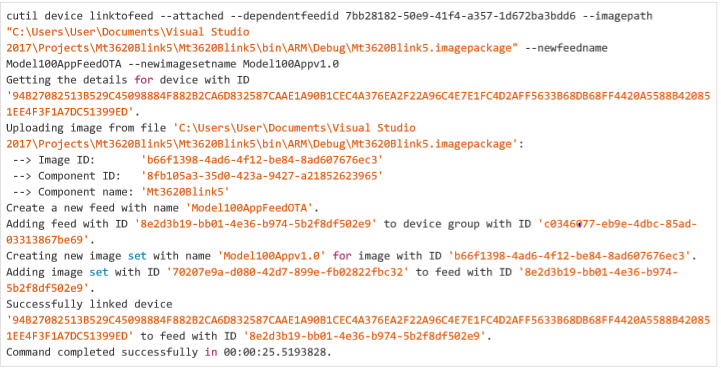 cutil device linktofeed --attached --dependentfeedid 7bb28182-50e9-41f4-a357-1d672ba3bdd6 --imagepath
"C:\Users\User\Documents\Visual Studio
2017\Projects\Mt3620Blink5\Mt3620Blink5\bin\ARM\Debug\Mt3620Blink5.imagepackage" --newfeedname
Model100AppFeedOTA --newimagesetname Model100Appv1.0
Getting the details for device with ID
'94B27082513B529C45098884F882B2CA6D832587CAAE1A90B1CEC4A376EA2F22A96C4E7E1FC4D2AFF5633B68DB68FF4420A5588B42085
1EE4F3F1A7DC51399ED'.
Uploading image from file 'C:\Users\User\Documents\Visual Studio
2017\Projects\Mt3620Blink5\Mt3620Blink5\bin\ARM\Debug\Mt3620Blink5.imagepackage':
--> Image ID: 'b66f1398-4ad6-4f12-be84-8ad607676ec3'
--> Component ID: '8fb105a3-35d0-423a-9427-a21852623965'
--> Component name: 'Mt3620Blink5'
Create a new feed with name 'Model100AppFeedOTA'.
Adding feed with ID '8e2d3b19-bb01-4e36-b974-5b2f8df502e9' to device group with ID 'c0346077-eb9e-4dbc-85ad-
03313867be69'.
Creating new image set with name 'Model100Appv1.0' for image with ID 'b66f1398-4ad6-4f12-be84-8ad607676ec3'.
Adding image set with ID '70207e9a-d080-42d7-899e-fb02822fbc32' to feed with ID '8e2d3b19-bb01-4e36-b974-
5b2f8df502e9'.
Successfully linked device
'94B27082513B529C45098884F882B2CA6D832587CAAE1A90B1CEC4A376EA2F22A96C4E7E1FC4D2AFF5633B68DB68FF4420A5588B42085
1EE4F3F1A7DC51399ED' to feed with ID '8e2d3b19-bb01-4e36-b974-5b2f8df502e9'.
Command completed successfully in 00:00:25.5193828.